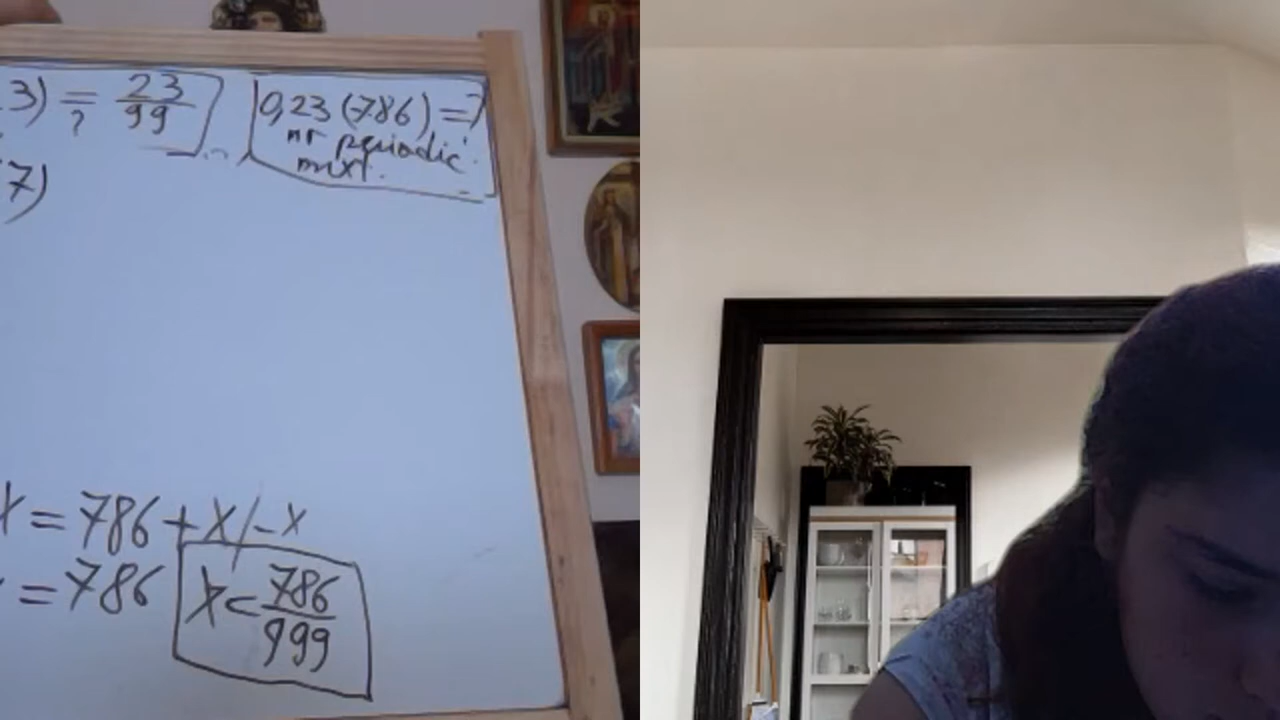 3) = 23/99
?
0,23 (786) = ?
nr periodic
mixt.
7)
X = 786 + X / - X
= 786
X = 786/999